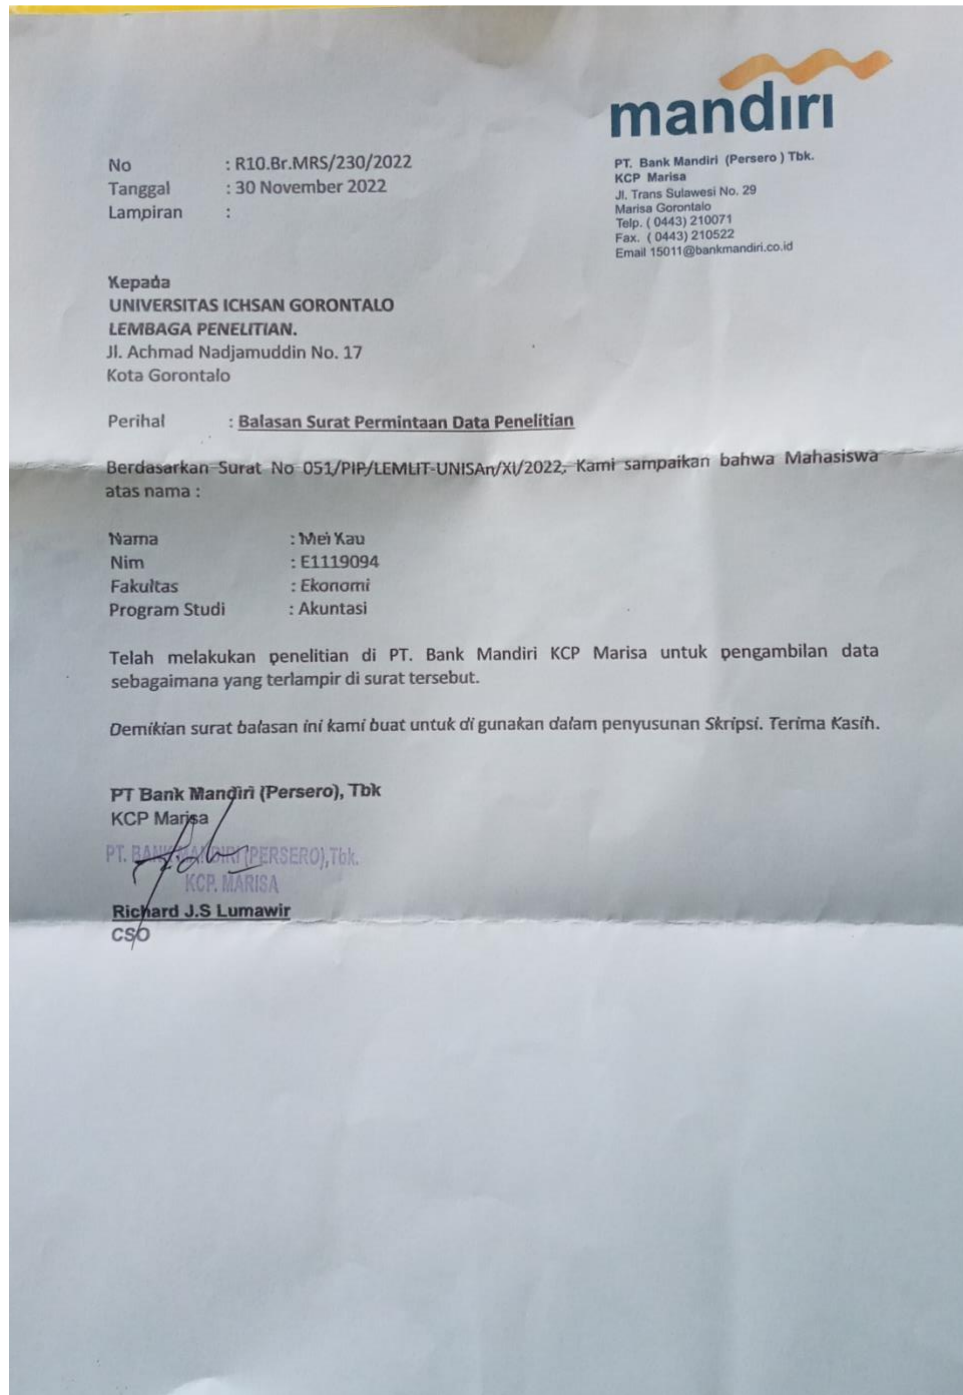 mandiri
PT. Bank Mandiri (Persero ) Tbk.
KCP Marisa
Jl. Trans Sulawesi No. 29
Marisa Gorontalo
Telp. ( 0443) 210071
Fax. ( 0443) 210522
Email 15011@bankmandiri.co.id
No : R10.Br.MRS/230/2022
Tanggal : 30 November 2022
Lampiran :
Kepada
UNIVERSITAS ICHSAN GORONTALO
LEMBAGA PENELITIAN.
Jl. Achmad Nadjamuddin No. 17
Kota Gorontalo
Perihal : Balasan Surat Permintaan Data Penelitian
Berdasarkan Surat No 051/PIP/LEMLIT-UNISAn/XI/2022, Kami sampaikan bahwa Mahasiswa
atas nama :
Nama : Mei Kau
Nim : E1119094
Fakultas : Ekonomi
Program Studi : Akuntasi
Telah melakukan penelitian di PT. Bank Mandiri KCP Marisa untuk pengambilan data
sebagaimana yang terlampir di surat tersebut.
Demikian surat balasan ini kami buat untuk di gunakan dalam penyusunan Skripsi. Terima Kasih.
PT Bank Mandiri (Persero), Tbk
KCP Marisa
PT. BANK MANDIRI (PERSERO), Tbk.
KCP. MARISA
Richard J.S Lumawir
CSO